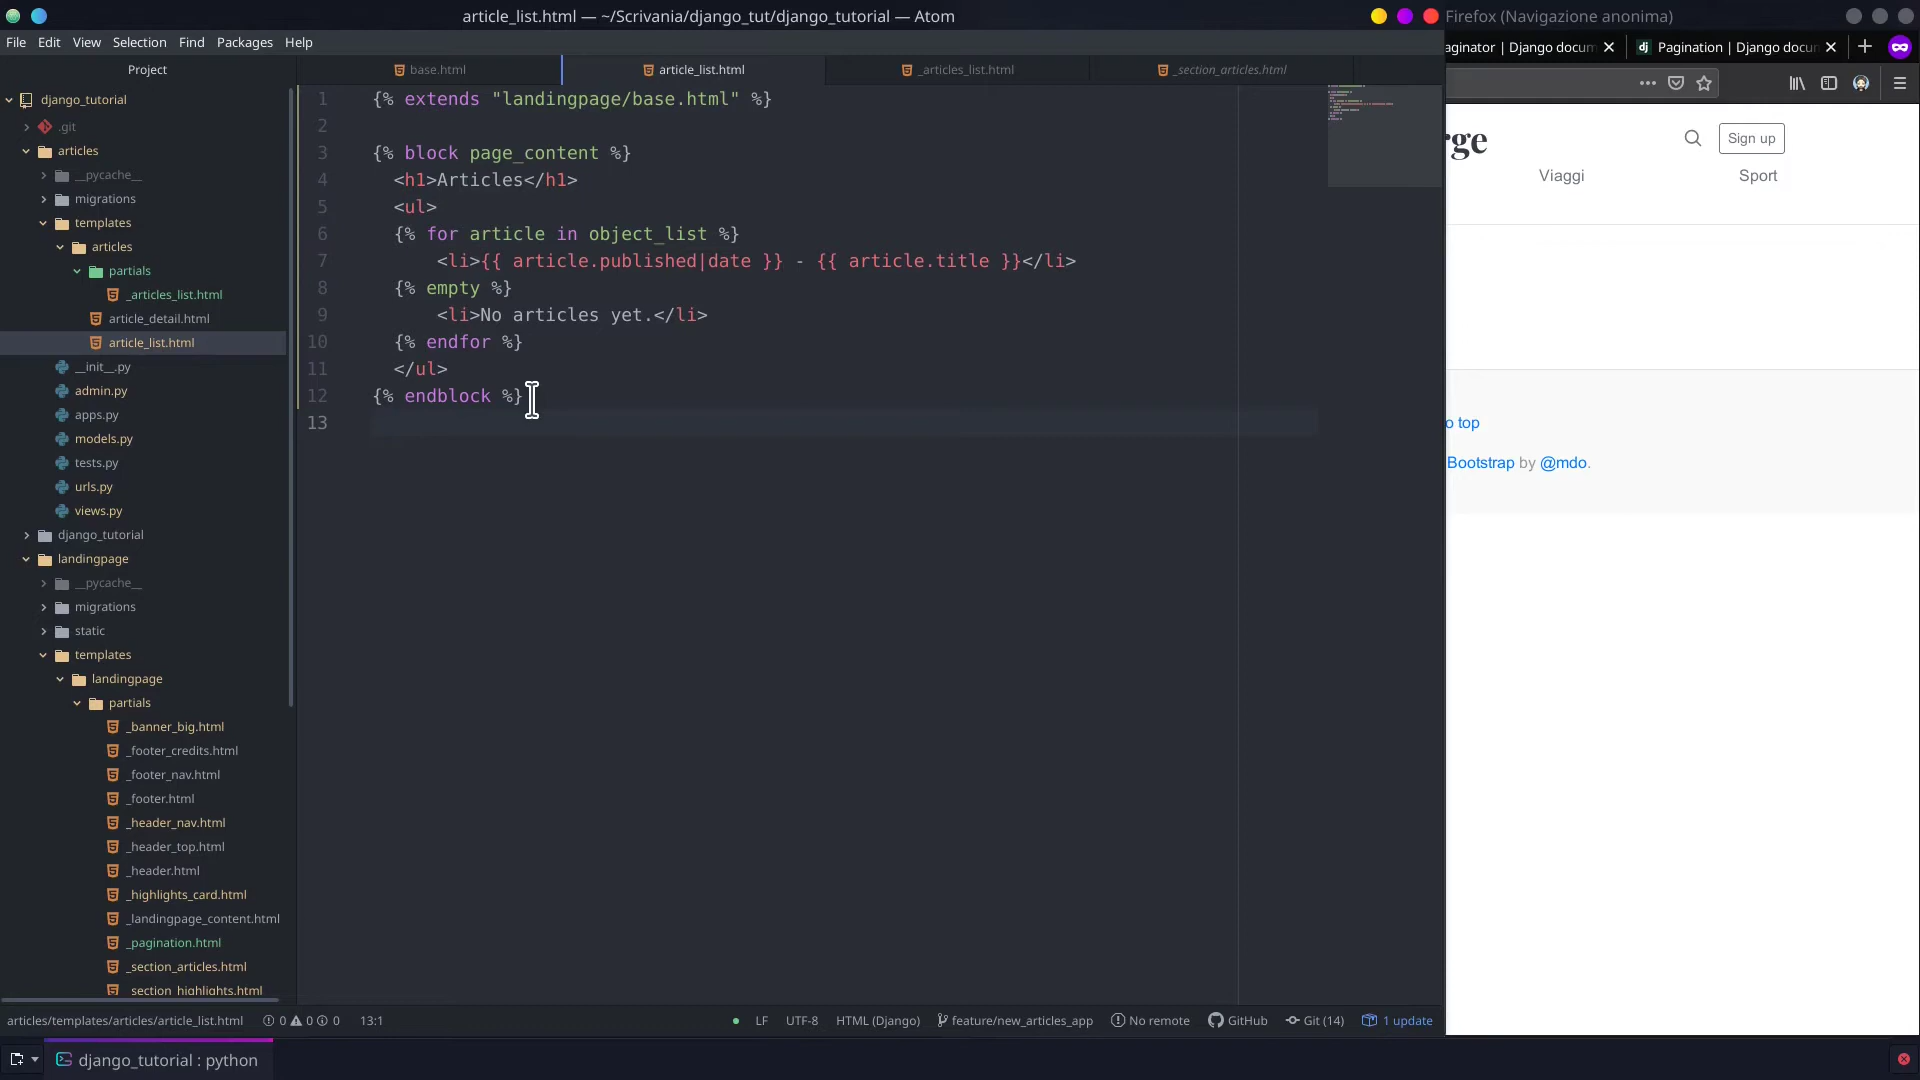 article_list.html — ~/Scrivania/django_tut/django_tutorial — Atom
Firefox (Navigazione anonima)
File Edit View Selection Find Packages Help
aginator | Django docum
Pagination | Django docum
Project
base.html
article_list.html
_articles_list.html
_section_articles.html
django_tutorial
.git
articles
__pycache__
migrations
templates
articles
partials
_articles_list.html
article_detail.html
article_list.html
__init__.py
admin.py
apps.py
models.py
tests.py
urls.py
views.py
django_tutorial
landingpage
__pycache__
migrations
static
templates
landingpage
partials
_banner_big.html
_footer_credits.html
_footer_nav.html
_footer.html
_header_nav.html
_header_top.html
_header.html
_highlights_card.html
_landingpage_content.html
_pagination.html
_section_articles.html
_section_highlights.html
1 {% extends "landingpage/base.html" %}
2
3 {% block page_content %}
4 <h1>Articles</h1>
5 <ul>
6 {% for article in object_list %}
7 <li>{{ article.published|date }} - {{ article.title }}</li>
8 {% empty %}
9 <li>No articles yet.</li>
10 {% endfor %}
11 </ul>
12 {% endblock %}
13
rge
Sign up
Viaggi
Sport
o top
Bootstrap by @mdo.
articles/templates/articles/article_list.html 0 0 0 13:1
LF UTF-8 HTML (Django) feature/new_articles_app No remote GitHub Git (14) 1 update
django_tutorial : python